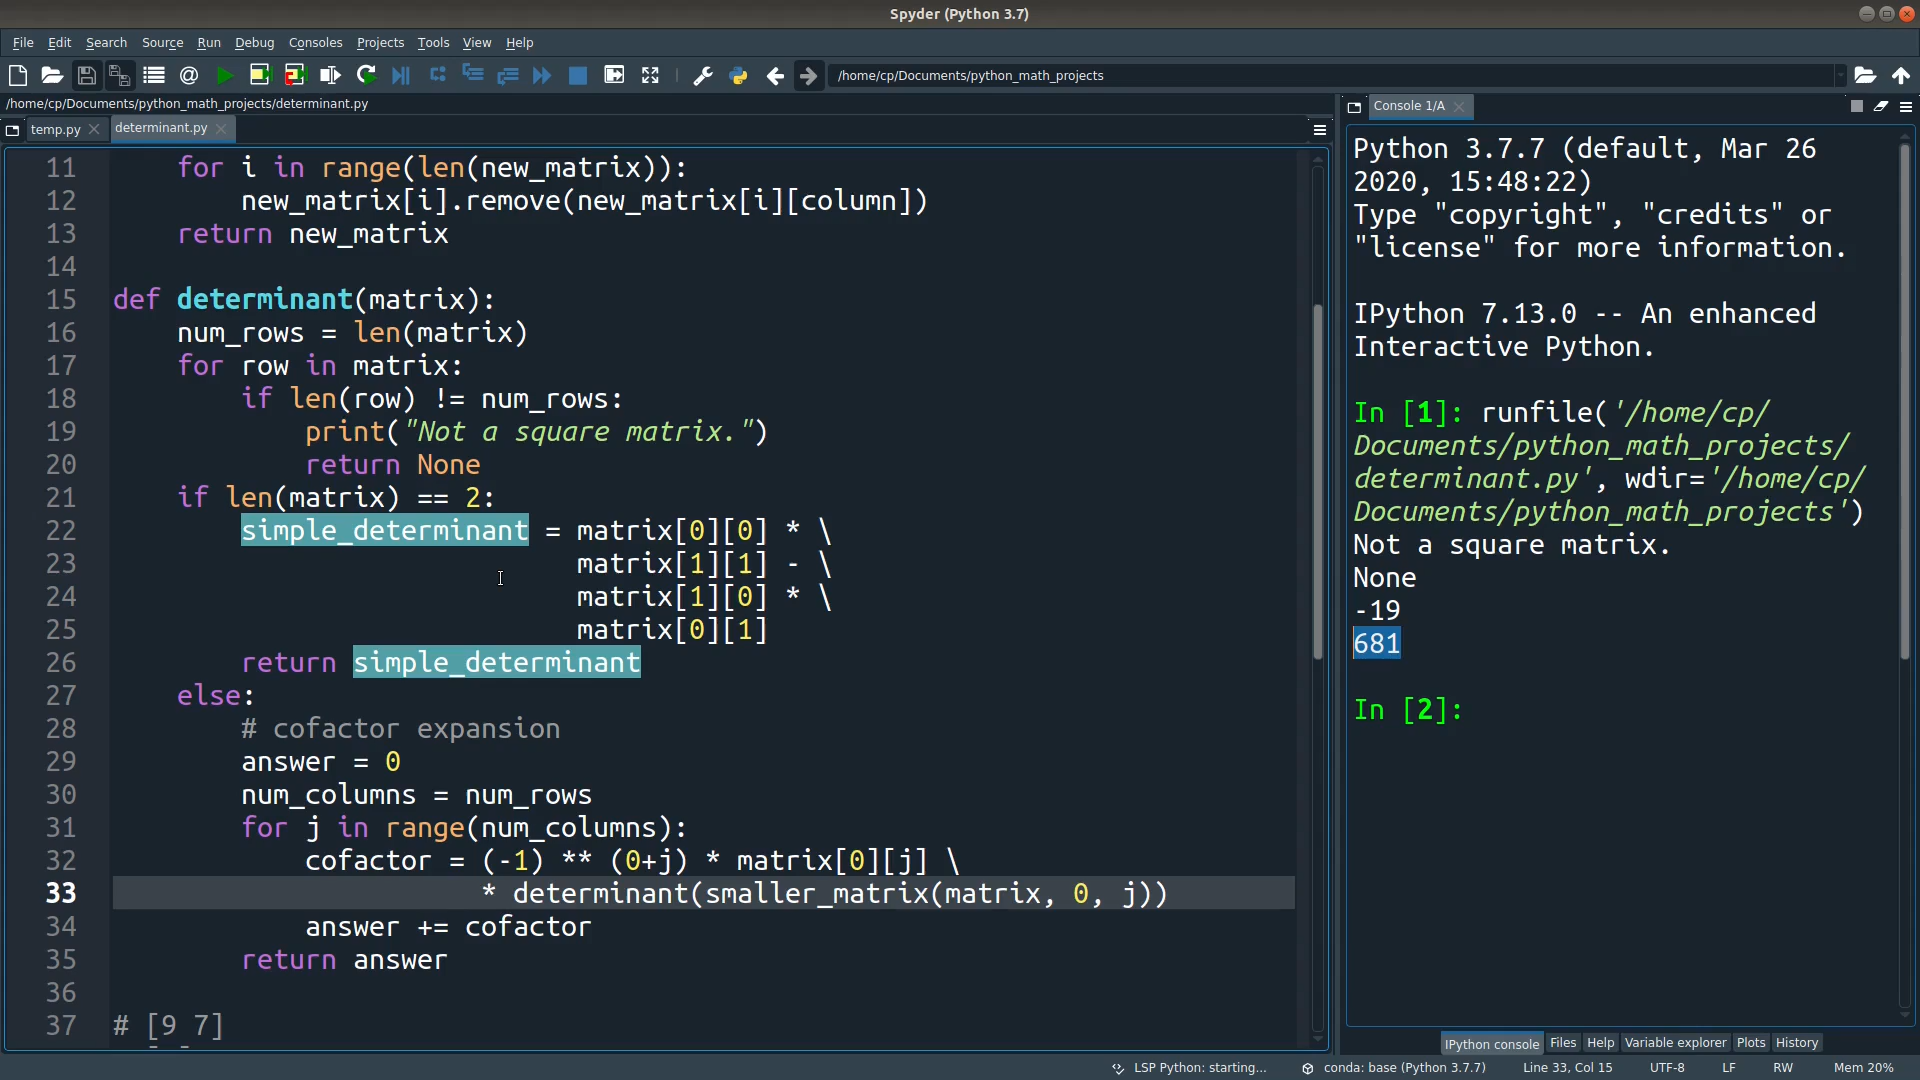 Spyder (Python 3.7)
File Edit Search Source Run Debug Consoles Projects Tools View Help
/home/cp/Documents/python_math_projects
/home/cp/Documents/python_math_projects/determinant.py
temp.py determinant.py
11 for i in range(len(new_matrix)):
12 new_matrix[i].remove(new_matrix[i][column])
13 return new_matrix
14
15 def determinant(matrix):
16 num_rows = len(matrix)
17 for row in matrix:
18 if len(row) != num_rows:
19 print("Not a square matrix.")
20 return None
21 if len(matrix) == 2:
22 simple_determinant = matrix[0][0] * \
23 matrix[1][1] - \
24 matrix[1][0] * \
25 matrix[0][1]
26 return simple_determinant
27 else:
28 # cofactor expansion
29 answer = 0
30 num_columns = num_rows
31 for j in range(num_columns):
32 cofactor = (-1) ** (0+j) * matrix[0][j] \
33 * determinant(smaller_matrix(matrix, 0, j))
34 answer += cofactor
35 return answer
36
37 # [9 7]
Console 1/A
Python 3.7.7 (default, Mar 26
2020, 15:48:22)
Type "copyright", "credits" or
"license" for more information.
IPython 7.13.0 -- An enhanced
Interactive Python.
In [1]: runfile('/home/cp/
Documents/python_math_projects/
determinant.py', wdir='/home/cp/
Documents/python_math_projects')
Not a square matrix.
None
-19
681
In [2]:
IPython console Files Help Variable explorer Plots History
LSP Python: starting... conda: base (Python 3.7.7) Line 33, Col 15 UTF-8 LF RW Mem 20%